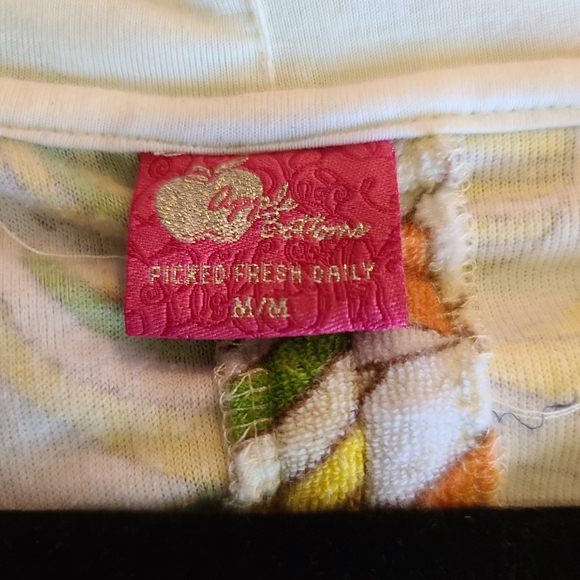 Apple
Bottoms
PICKED FRESH DAILY
M/M